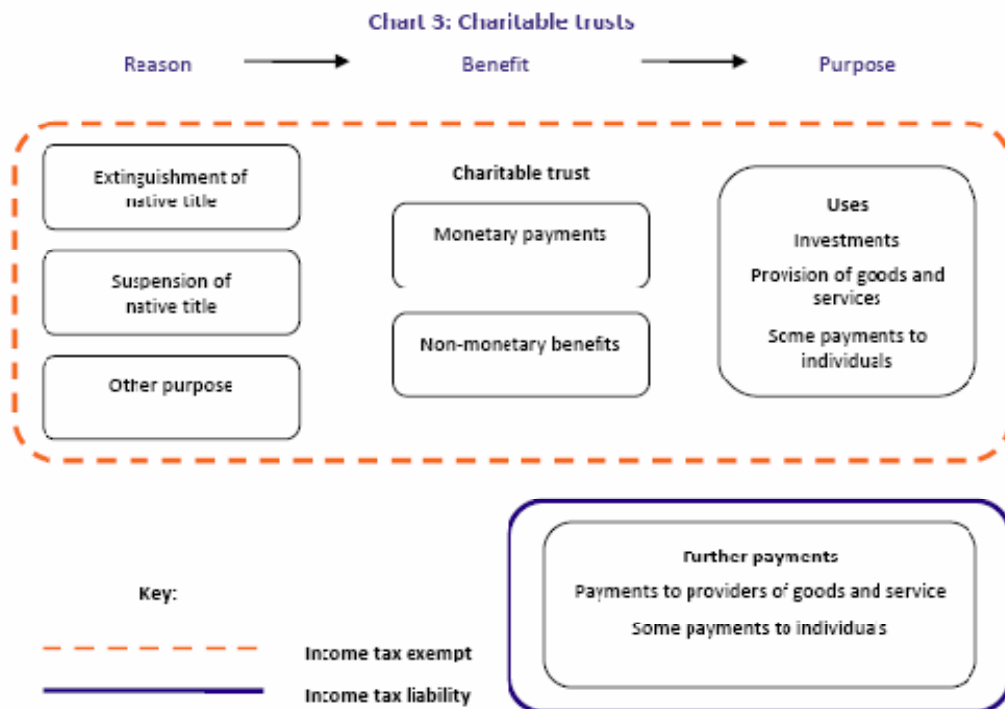 Chart 3: Charitable trusts
Reason
Benefit
Purpose
Extinguishment of
native title
Suspension of
native title
Other purpose
Charitable trust
Monetary payments
Non-monetary benefits
Uses
Investments
Provision of goods and
services
Some payments to
individuals
Further payments
Payments to providers of goods and service
Some payments to individuals
Key:
Income tax exempt
Income tax liability